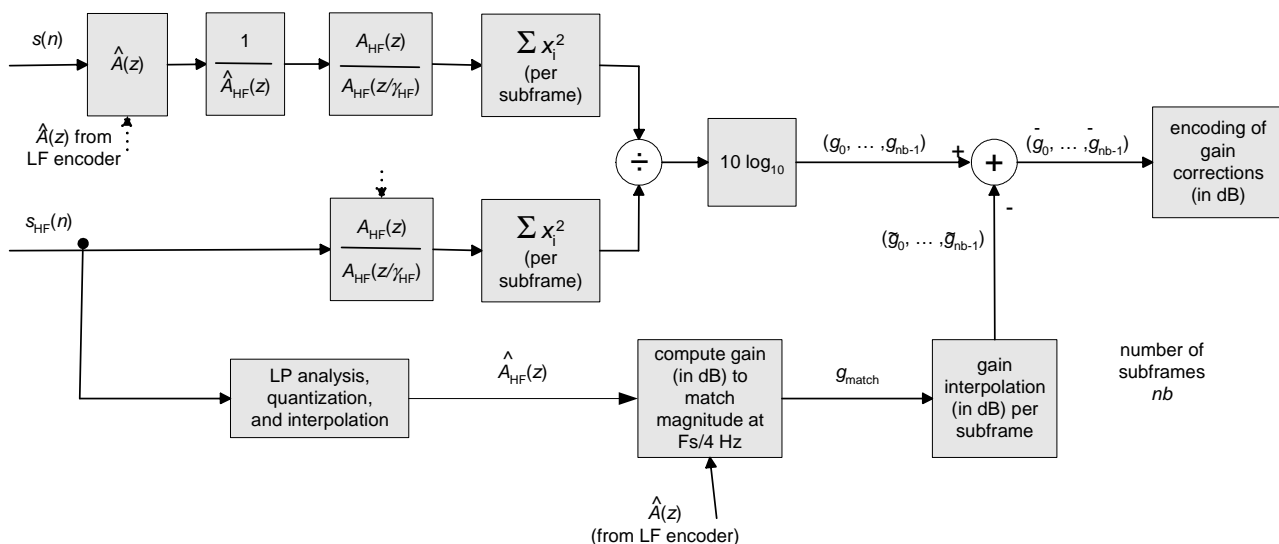 s(n)
Â(z)
1
Â_HF(z)
A_HF(z)
A_HF(z/γ_HF)
Σ x_i^2
(per
subframe)
Â(z) from
LF encoder
÷
10 log_10
(g_0, … ,g_nb-1)
+
+
-
(ḡ_0, … ,ḡ_nb-1)
encoding of
gain
corrections
(in dB)
s_HF(n)
A_HF(z)
A_HF(z/γ_HF)
Σ x_i^2
(per
subframe)
(g̃_0, … ,g̃_nb-1)
LP analysis,
quantization,
and interpolation
Â_HF(z)
compute gain
(in dB) to
match
magnitude at
Fs/4 Hz
g_match
gain
interpolation
(in dB) per
subframe
number of
subframes
nb
Â(z)
(from LF encoder)